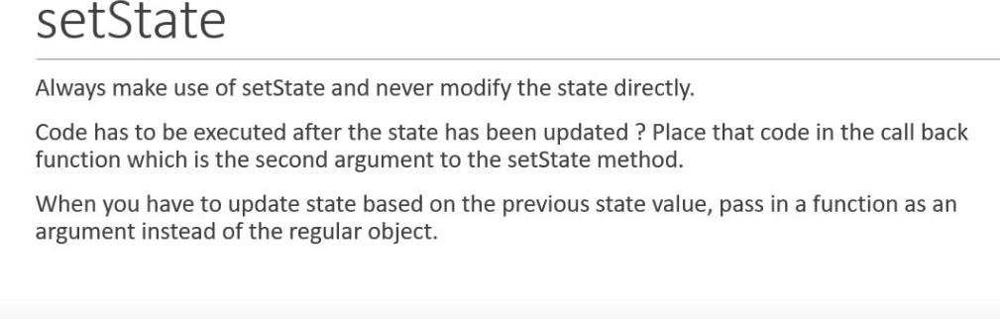 setState
Always make use of setState and never modify the state directly.
Code has to be executed after the state has been updated ? Place that code in the call back
function which is the second argument to the setState method.
When you have to update state based on the previous state value, pass in a function as an
argument instead of the regular object.